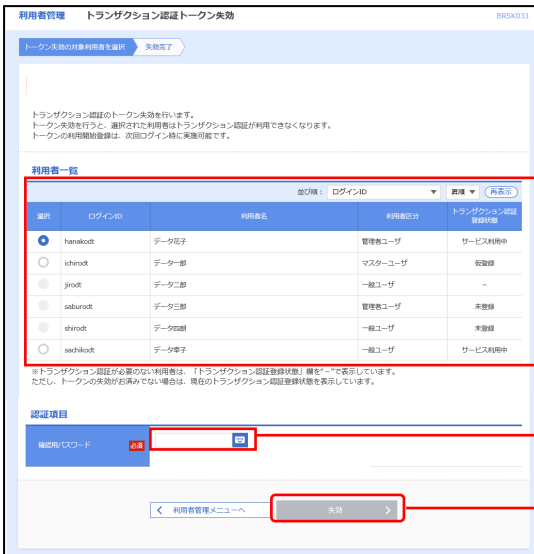 利用者管理 トランザクション認証トークン失効 BRSK031
トークン失効の対象利用者を選択 失効完了
トランザクション認証のトークン失効を行います。
トークン失効を行うと、選択された利用者はトランザクション認証が利用できなくなります。
トークンの利用開始登録は、次回ログイン時に実施可能です。
利用者一覧
並び順： ログインID ▼ 昇順 ▼ 再表示
選択 ログインID 利用者名 利用者区分 トランザクション認証
登録状態
hanakodt データ花子 管理者ユーザ サービス利用中
ichirodt データ一郎 マスターユーザ 仮登録
jirodt データ二郎 一般ユーザ −
saburodt データ三郎 管理者ユーザ 未登録
shirodt データ四朗 一般ユーザ 未登録
sachikodt データ幸子 一般ユーザ サービス利用中
※トランザクション認証が必要のない利用者は、「トランザクション認証登録状態」欄を"−"で表示しています。
ただし、トークンの失効がお済みでない場合は、現在のトランザクション認証登録状態を表示しています。
認証項目
確認用パスワード 必須
利用者管理メニューへ 失効